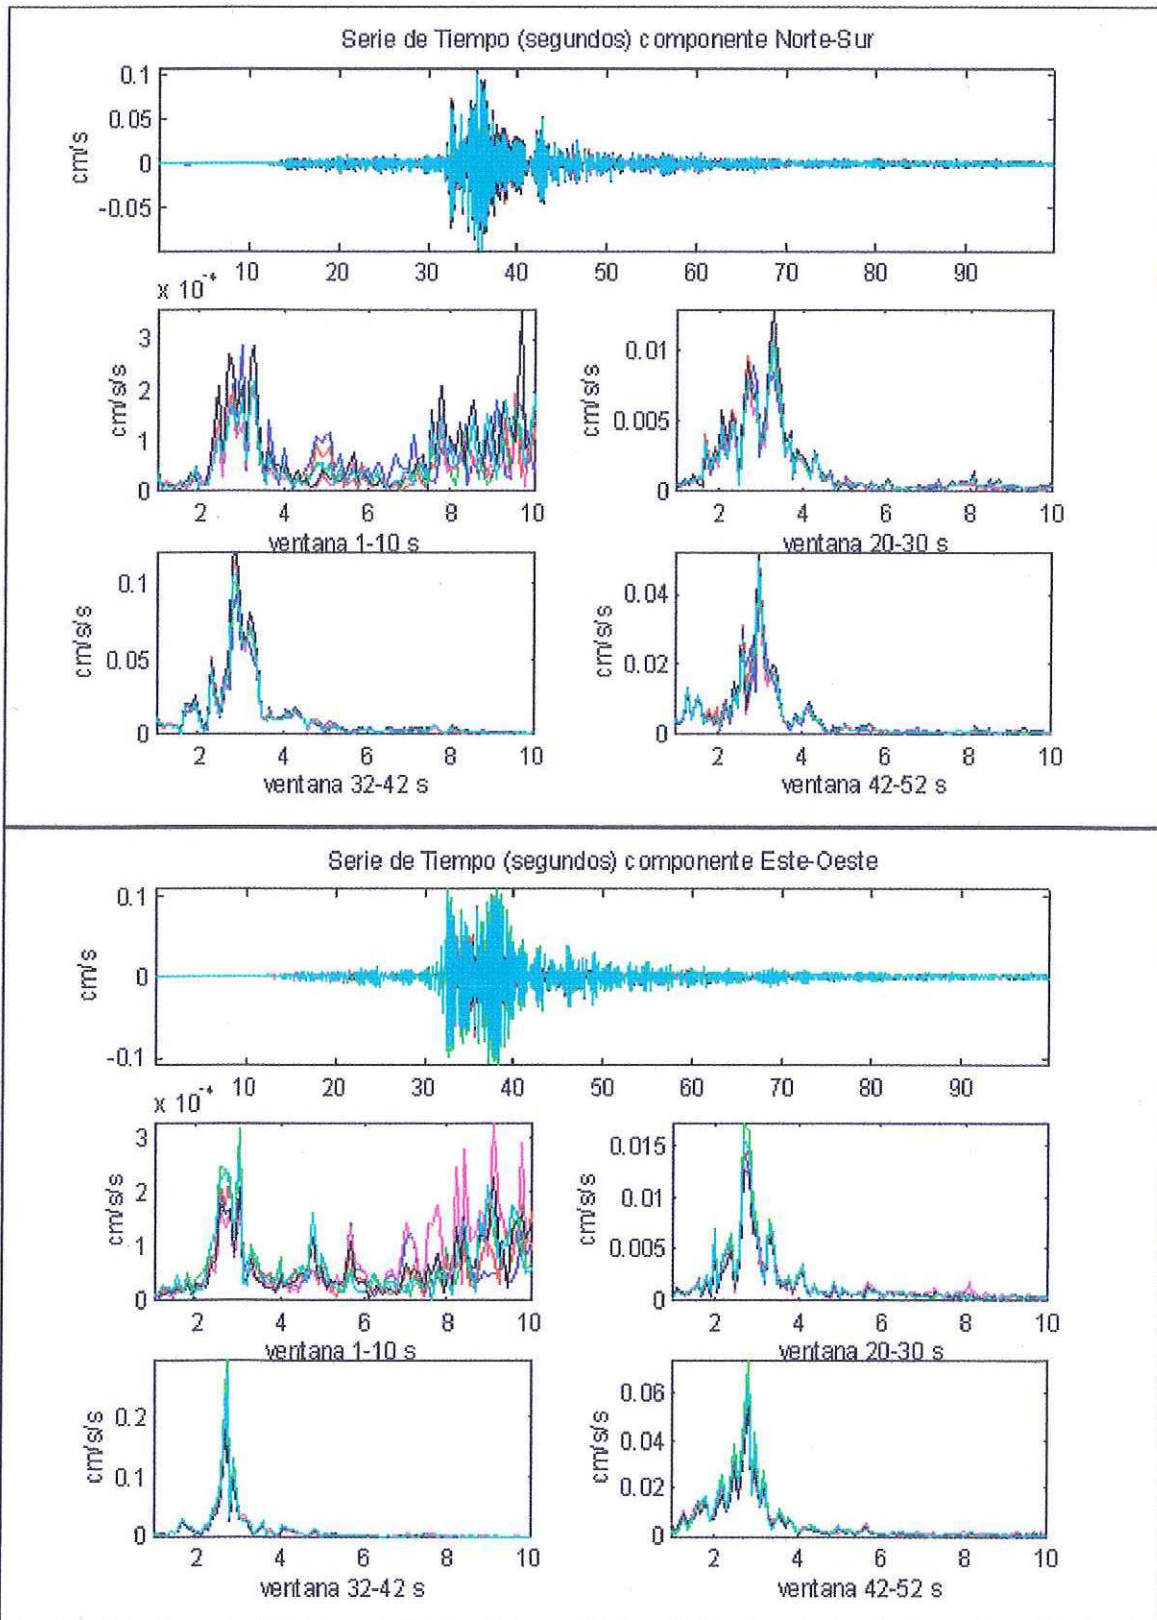 Serie de Tiempo (segundos) componente Norte-Sur
0.1
0.05
0
-0.05
cm/s
10 20 30 40 50 60 70 80 90
x 10⁻⁴
3
2
1
0
cm/s/s
2 4 6 8 10
ventana 1-10 s
0.01
0.005
0
cm/s/s
2 4 6 8 10
ventana 20-30 s
0.1
0.05
0
cm/s/s
2 4 6 8 10
ventana 32-42 s
0.04
0.02
0
cm/s/s
2 4 6 8 10
ventana 42-52 s
Serie de Tiempo (segundos) componente Este-Oeste
0.1
0
-0.1
cm/s
10 20 30 40 50 60 70 80 90
x 10⁻⁴
3
2
1
0
cm/s/s
2 4 6 8 10
ventana 1-10 s
0.015
0.01
0.005
0
cm/s/s
2 4 6 8 10
ventana 20-30 s
0.2
0.1
0
cm/s/s
2 4 6 8 10
ventana 32-42 s
0.06
0.04
0.02
0
cm/s/s
2 4 6 8 10
ventana 42-52 s